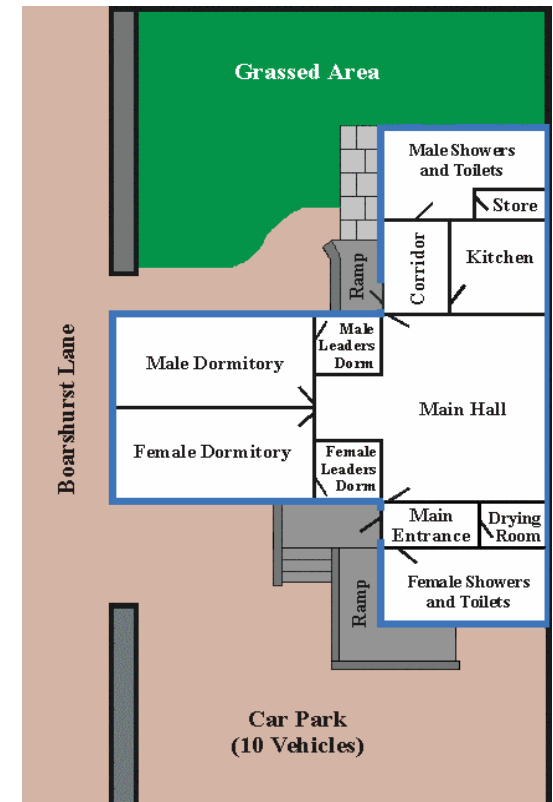 Grassed Area
Male Showers
and Toilets
Store
Ramp
Corridor
Kitchen
Male
Leaders
Dorm
Male Dormitory
Boarshurst Lane
Main Hall
Female Dormitory
Female
Leaders
Dorm
Main
Entrance
Drying
Room
Ramp
Female Showers
and Toilets
Car Park
(10 Vehicles)